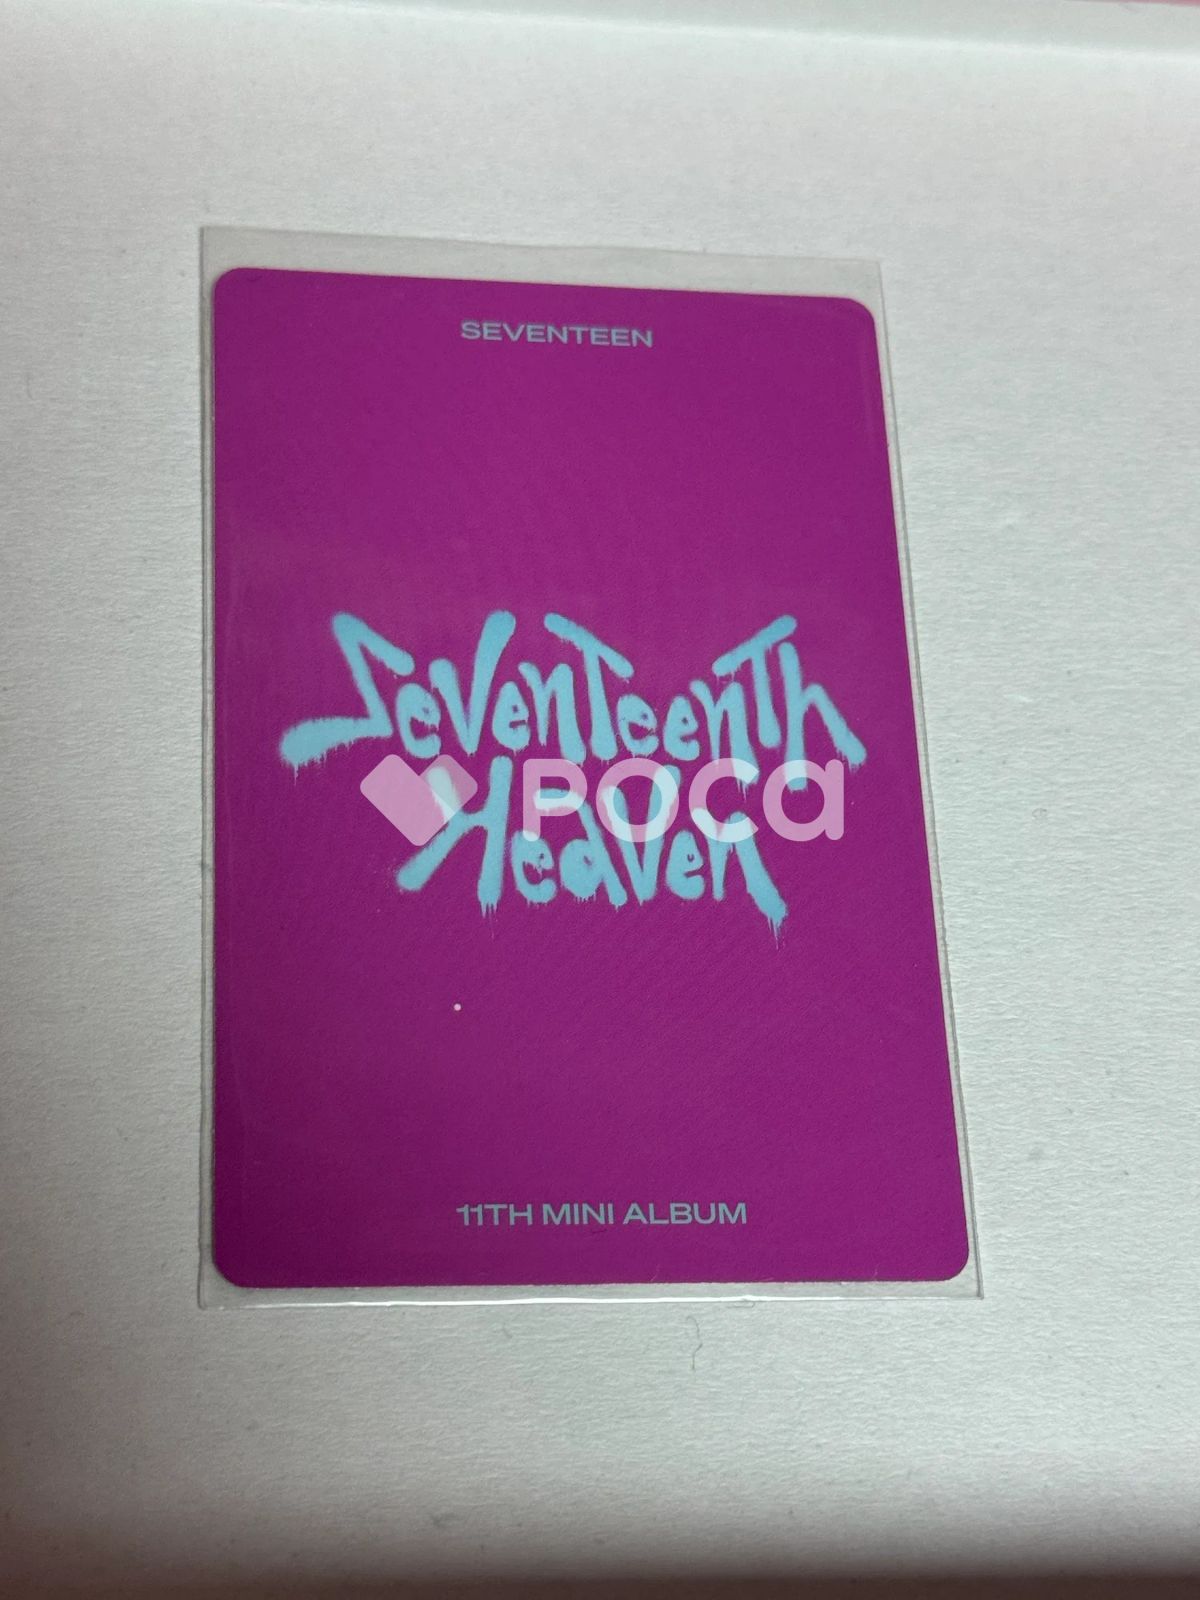 SEVENTEEN
SevenTeenTh
Heaven
POCa
11TH MINI ALBUM